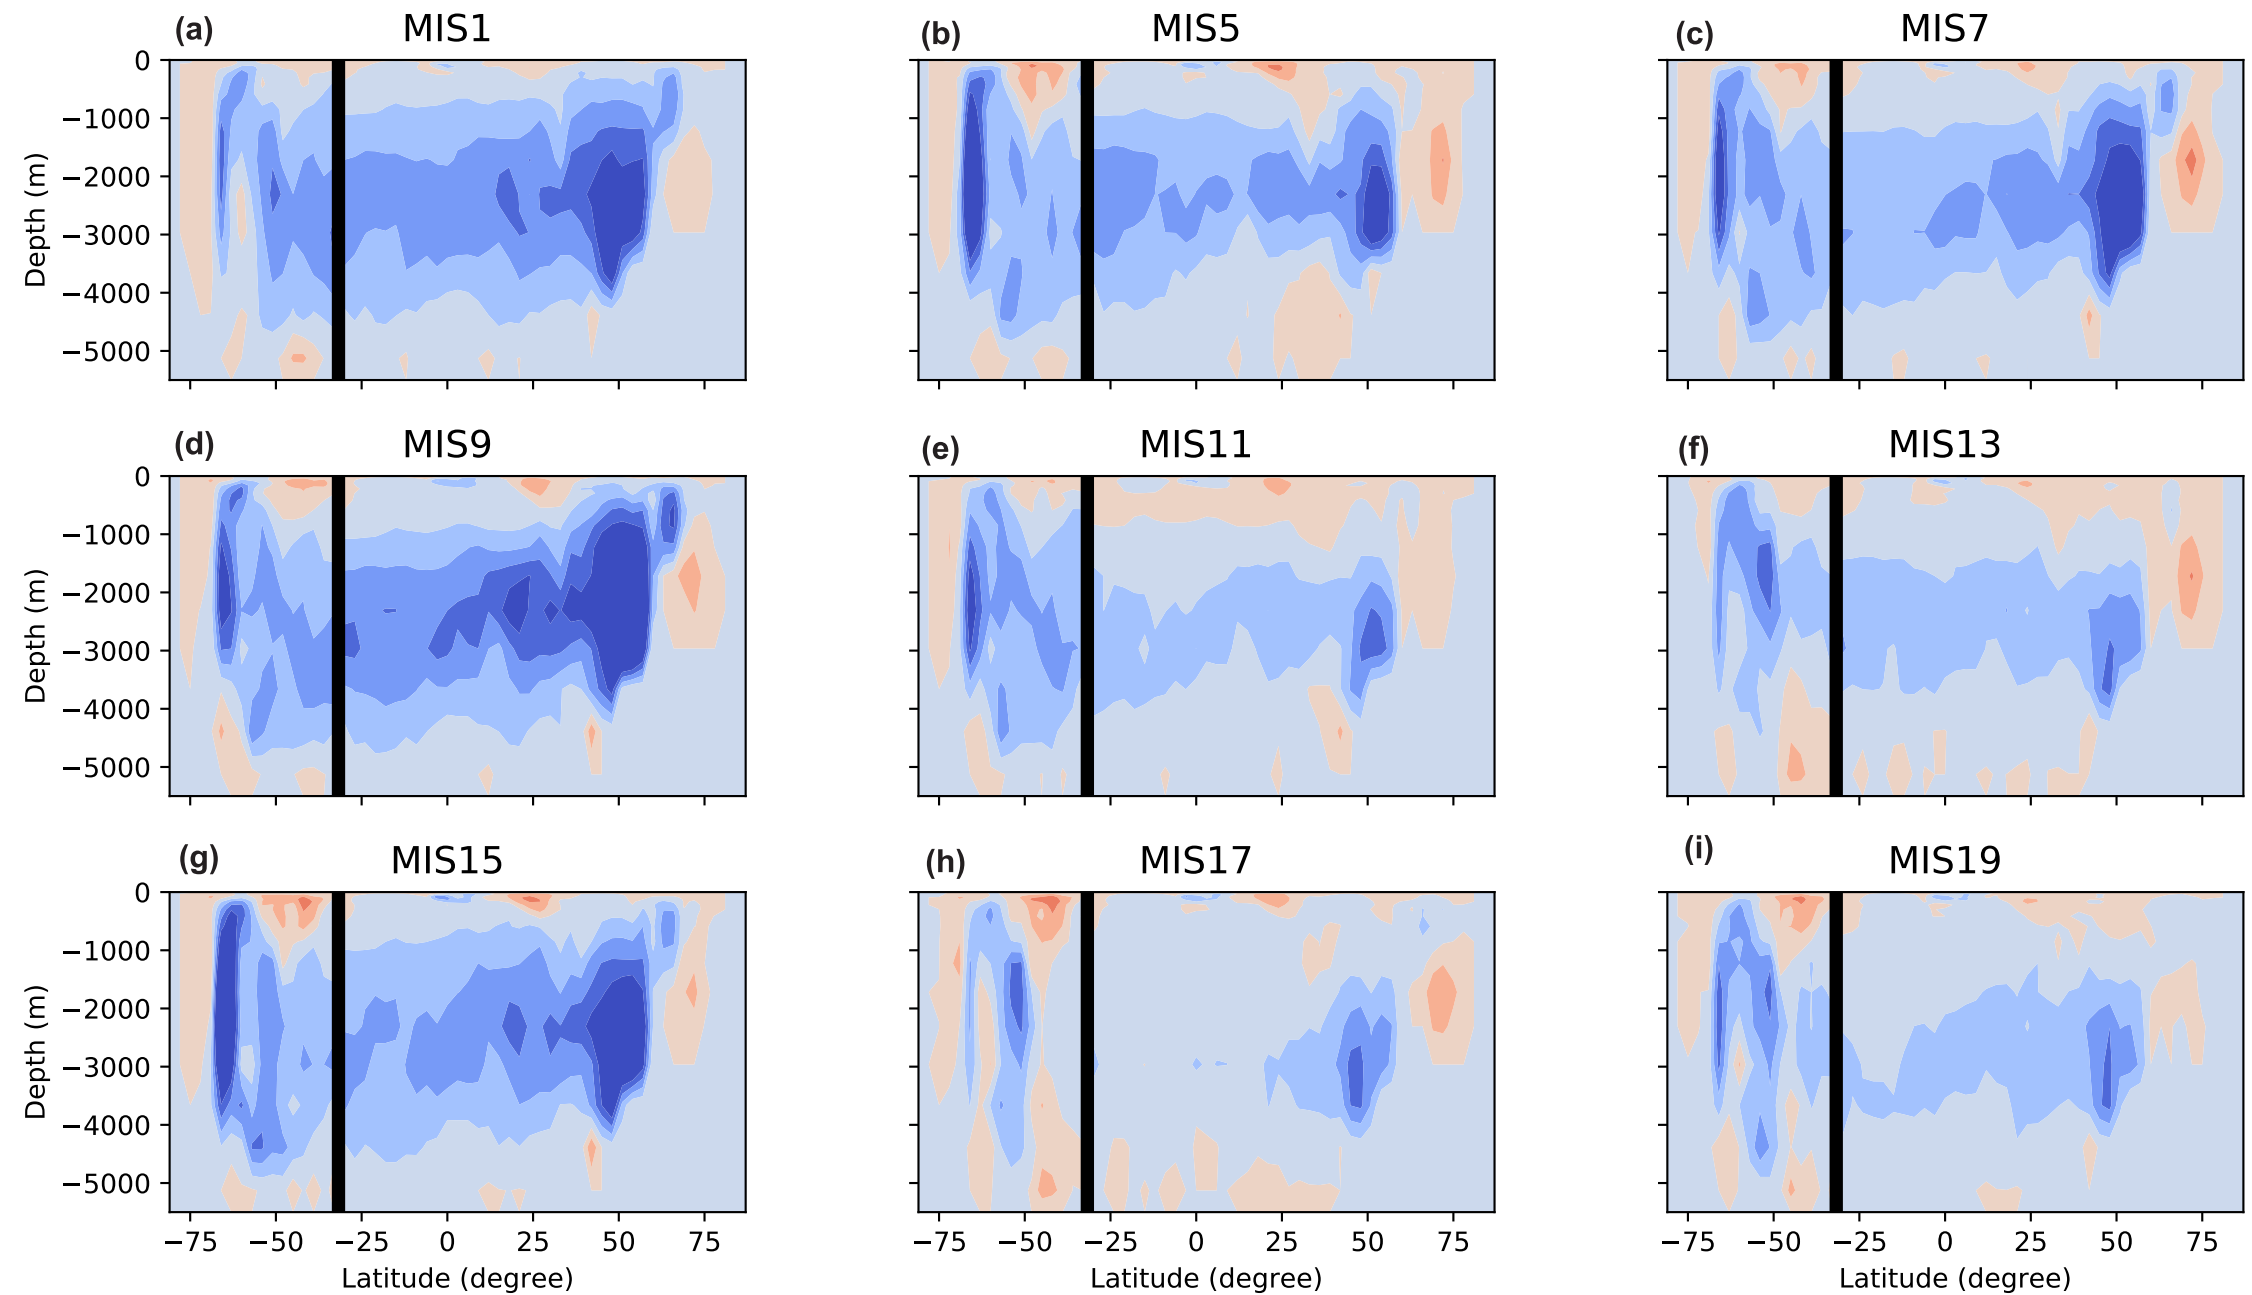 (a) MIS1
(b) MIS5
(c) MIS7
0
−1000
−2000
−3000
−4000
−5000
Depth (m)
(d) MIS9
(e) MIS11
(f) MIS13
0
−1000
−2000
−3000
−4000
−5000
Depth (m)
(g) MIS15
(h) MIS17
(i) MIS19
0
−1000
−2000
−3000
−4000
−5000
Depth (m)
−75 −50 −25 0 25 50 75
Latitude (degree)
−75 −50 −25 0 25 50 75
Latitude (degree)
−75 −50 −25 0 25 50 75
Latitude (degree)